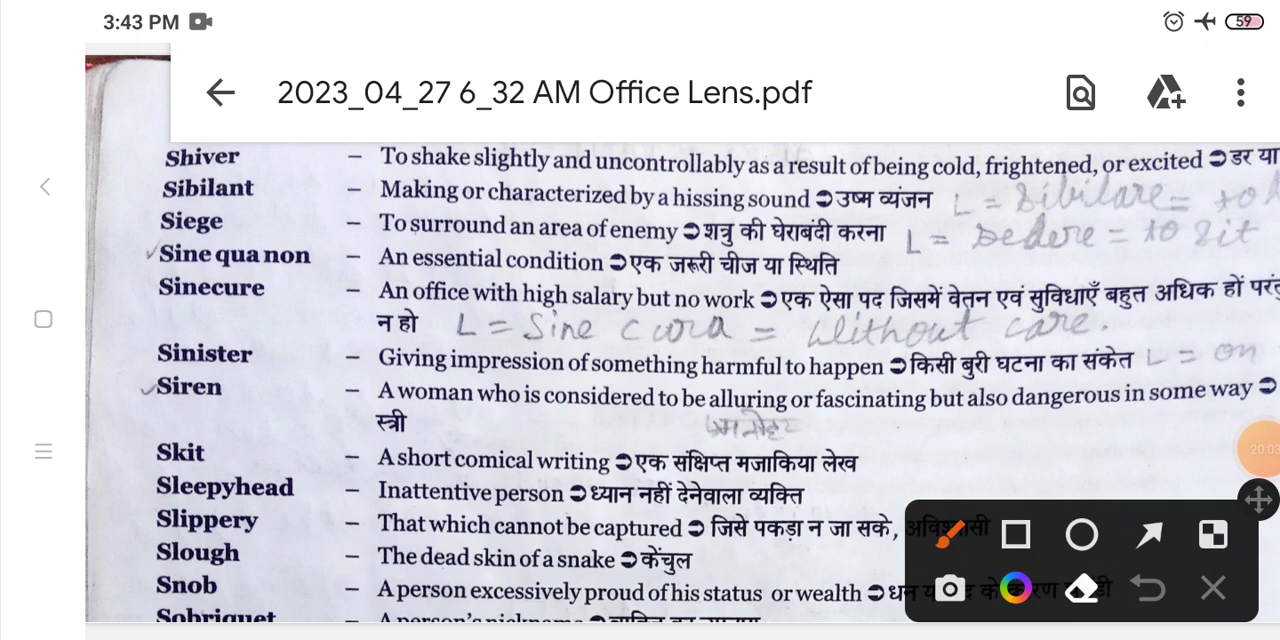 3:43 PM
59
2023_04_27 6_32 AM Office Lens.pdf
Shiver – To shake slightly and uncontrollably as a result of being cold, frightened, or excited ➲ डर या
Sibilant – Making or characterized by a hissing sound ➲ उष्म व्यंजन L = Sibilare = to
Siege – To surround an area of enemy ➲ शत्रु की घेराबंदी करना L = Sedere = to sit
✓Sine qua non – An essential condition ➲ एक जरूरी चीज या स्थिति
Sinecure – An office with high salary but no work ➲ एक ऐसा पद जिसमें वेतन एवं सुविधाएँ बहुत अधिक हों परंतु
न हो L = Sine cura = Without care.
Sinister – Giving impression of something harmful to happen ➲ किसी बुरी घटना का संकेत L = on
✓Siren – A woman who is considered to be alluring or fascinating but also dangerous in some way ➲
स्त्री
Skit – A short comical writing ➲ एक संक्षिप्त मजाकिया लेख
Sleepyhead – Inattentive person ➲ ध्यान नहीं देनेवाला व्यक्ति
Slippery – That which cannot be captured ➲ जिसे पकड़ा न जा सके, अविश्वासी
Slough – The dead skin of a snake ➲ केंचुल
Snob – A person excessively proud of his status or wealth ➲ के कारण
Sobriquet – A person's nickname ➲
20:03